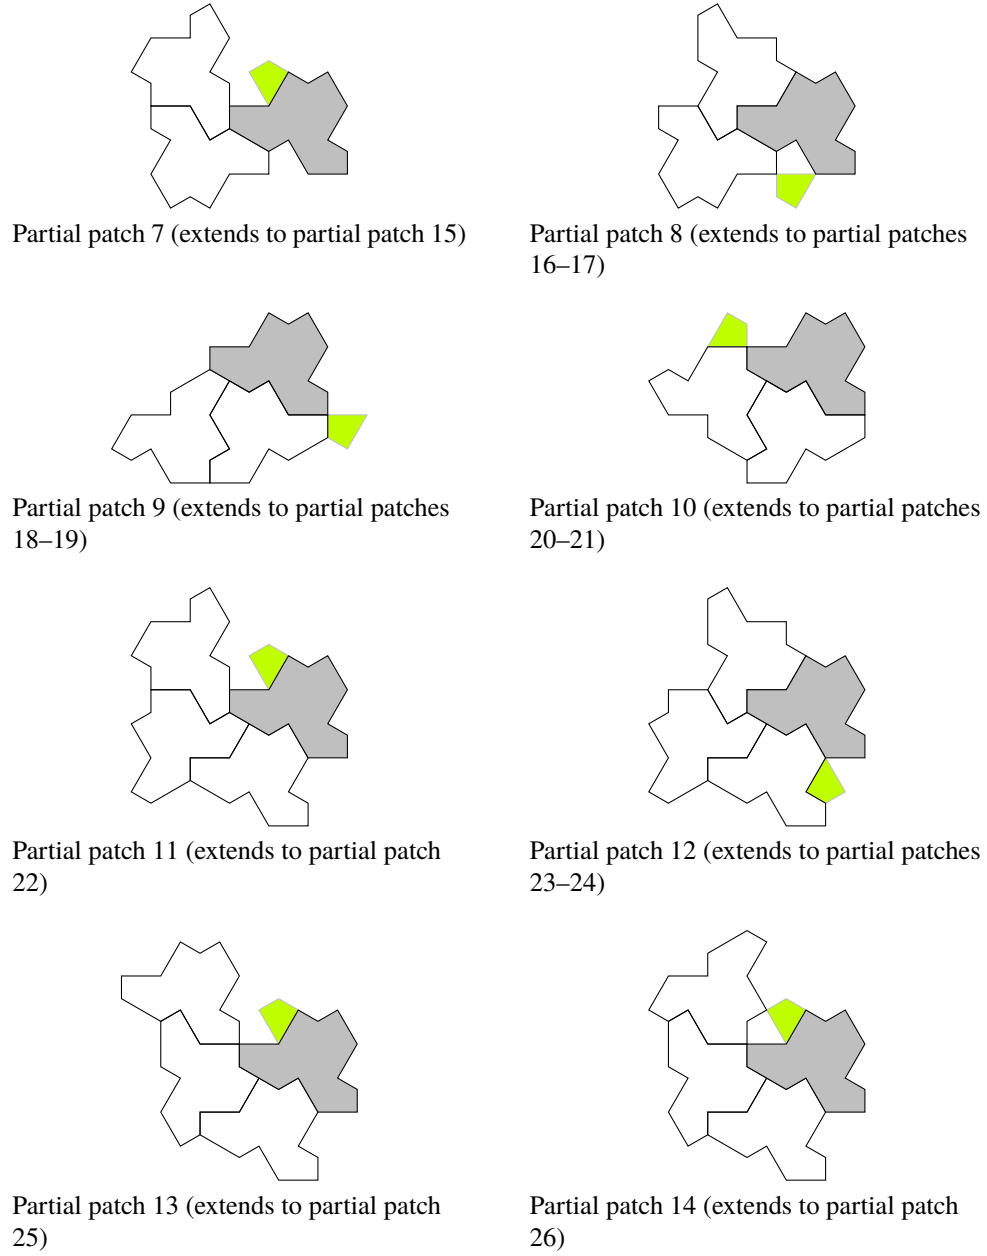 Partial patch 7 (extends to partial patch 15)
Partial patch 8 (extends to partial patches
16–17)
Partial patch 9 (extends to partial patches
18–19)
Partial patch 10 (extends to partial patches
20–21)
Partial patch 11 (extends to partial patch
22)
Partial patch 12 (extends to partial patches
23–24)
Partial patch 13 (extends to partial patch
25)
Partial patch 14 (extends to partial patch
26)